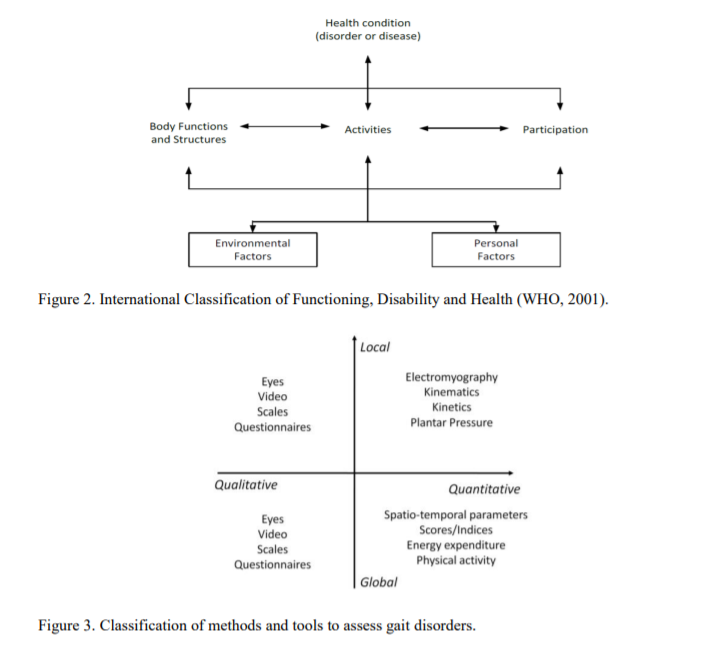 Health condition
(disorder or disease)
Body Functions
and Structures
Activities
Participation
Environmental
Factors
Personal
Factors
Figure 2. International Classification of Functioning, Disability and Health (WHO, 2001).
Local
Eyes
Video
Scales
Questionnaires
Electromyography
Kinematics
Kinetics
Plantar Pressure
Qualitative
Quantitative
Eyes
Video
Scales
Questionnaires
Spatio-temporal parameters
Scores/Indices
Energy expenditure
Physical activity
Global
Figure 3. Classification of methods and tools to assess gait disorders.